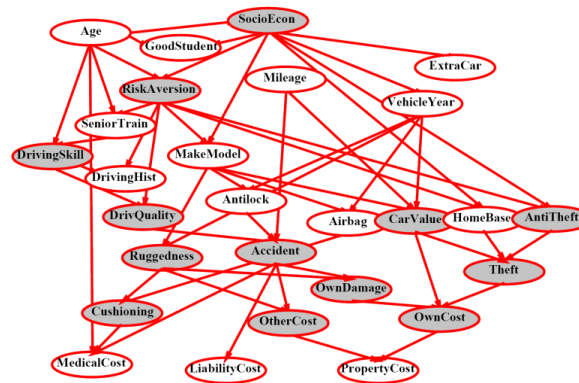 SocioEcon
Age
GoodStudent
ExtraCar
Mileage
RiskAversion
VehicleYear
SeniorTrain
DrivingSkill
MakeModel
DrivingHist
Antilock
DrivQuality
Airbag
CarValue
HomeBase
AntiTheft
Ruggedness
Accident
Theft
OwnDamage
Cushioning
OtherCost
OwnCost
MedicalCost
LiabilityCost
PropertyCost